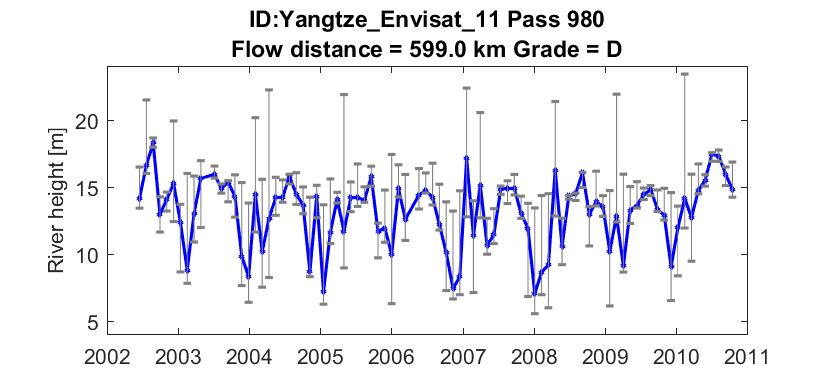 ID:Yangtze_Envisat_11 Pass 980
Flow distance = 599.0 km Grade = D
River height [m]
20
15
10
5
2002 2003 2004 2005 2006 2007 2008 2009 2010 2011